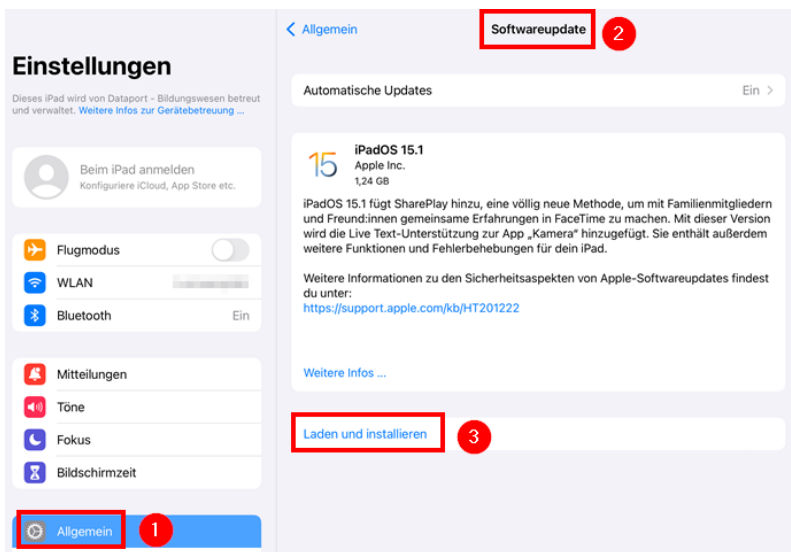 Einstellungen
Dieses iPad wird von Dataport - Bildungswesen betreut
und verwaltet. Weitere Infos zur Gerätebetreuung ...
Beim iPad anmelden
Konfiguriere iCloud, App Store etc.
Flugmodus
WLAN
Bluetooth Ein
Mitteilungen
Töne
Fokus
Bildschirmzeit
Allgemein 1
Allgemein
Softwareupdate 2
Automatische Updates Ein
15
iPadOS 15.1
Apple Inc.
1,24 GB
iPadOS 15.1 fügt SharePlay hinzu, eine völlig neue Methode, um mit Familienmitgliedern
und Freund:innen gemeinsame Erfahrungen in FaceTime zu machen. Mit dieser Version
wird die Live Text-Unterstützung zur App „Kamera“ hinzugefügt. Sie enthält außerdem
weitere Funktionen und Fehlerbehebungen für dein iPad.
Weitere Informationen zu den Sicherheitsaspekten von Apple-Softwareupdates findest
du unter:
https://support.apple.com/kb/HT201222
Weitere Infos ...
Laden und installieren 3